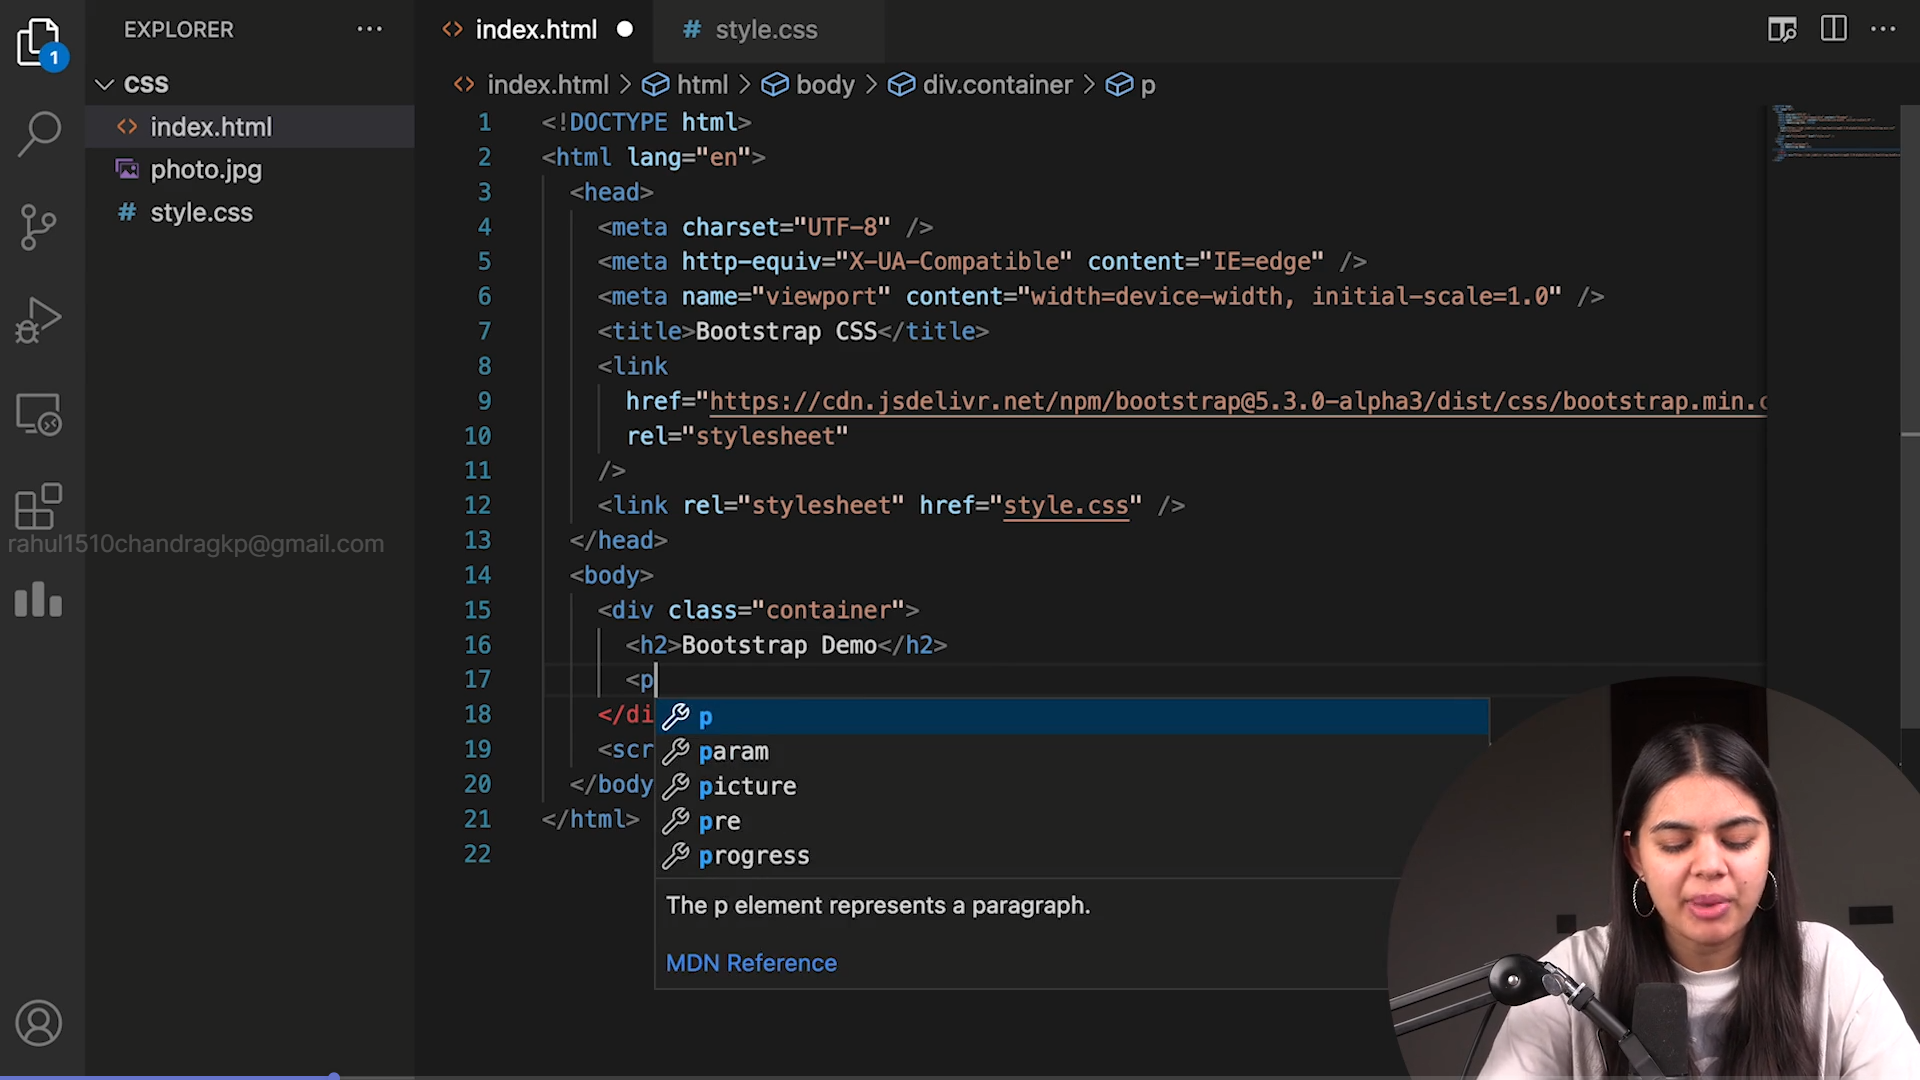 EXPLORER
index.html
style.css
1
CSS
index.html > html > body > div.container > p
index.html
photo.jpg
style.css
1 <!DOCTYPE html>
2 <html lang="en">
3 <head>
4 <meta charset="UTF-8" />
5 <meta http-equiv="X-UA-Compatible" content="IE=edge" />
6 <meta name="viewport" content="width=device-width, initial-scale=1.0" />
7 <title>Bootstrap CSS</title>
8 <link
9 href="https://cdn.jsdelivr.net/npm/bootstrap@5.3.0-alpha3/dist/css/bootstrap.min.c
10 rel="stylesheet"
11 />
12 <link rel="stylesheet" href="style.css" />
13 </head>
rahul1510chandragkp@gmail.com
14 <body>
15 <div class="container">
16 <h2>Bootstrap Demo</h2>
17 <p
18 </di
19 <scr
20 </body
21 </html>
22
p
param
picture
pre
progress
The p element represents a paragraph.
MDN Reference